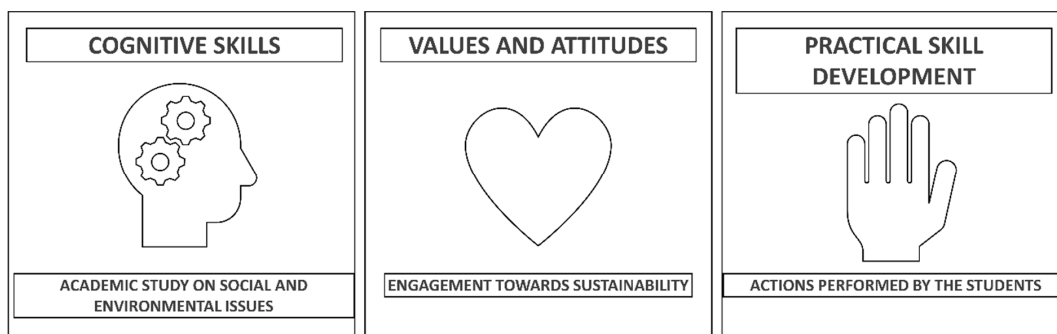 COGNITIVE SKILLS
ACADEMIC STUDY ON SOCIAL AND
ENVIRONMENTAL ISSUES
VALUES AND ATTITUDES
ENGAGEMENT TOWARDS SUSTAINABILITY
PRACTICAL SKILL
DEVELOPMENT
ACTIONS PERFORMED BY THE STUDENTS